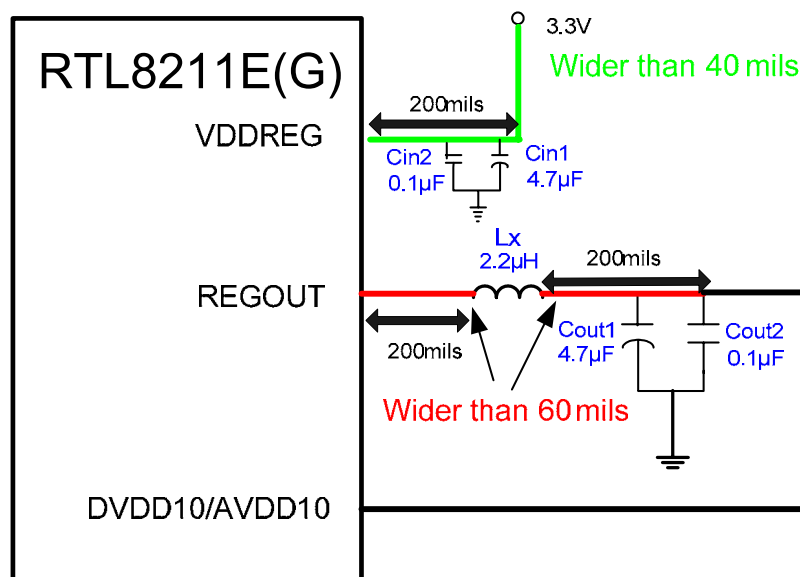 RTL8211E(G)
3.3V
Wider than 40 mils
200mils
VDDREG
Cin2
0.1µF
Cin1
4.7µF
Lx
2.2µH
200mils
REGOUT
200mils
Cout1
4.7µF
Cout2
0.1µF
Wider than 60 mils
DVDD10/AVDD10